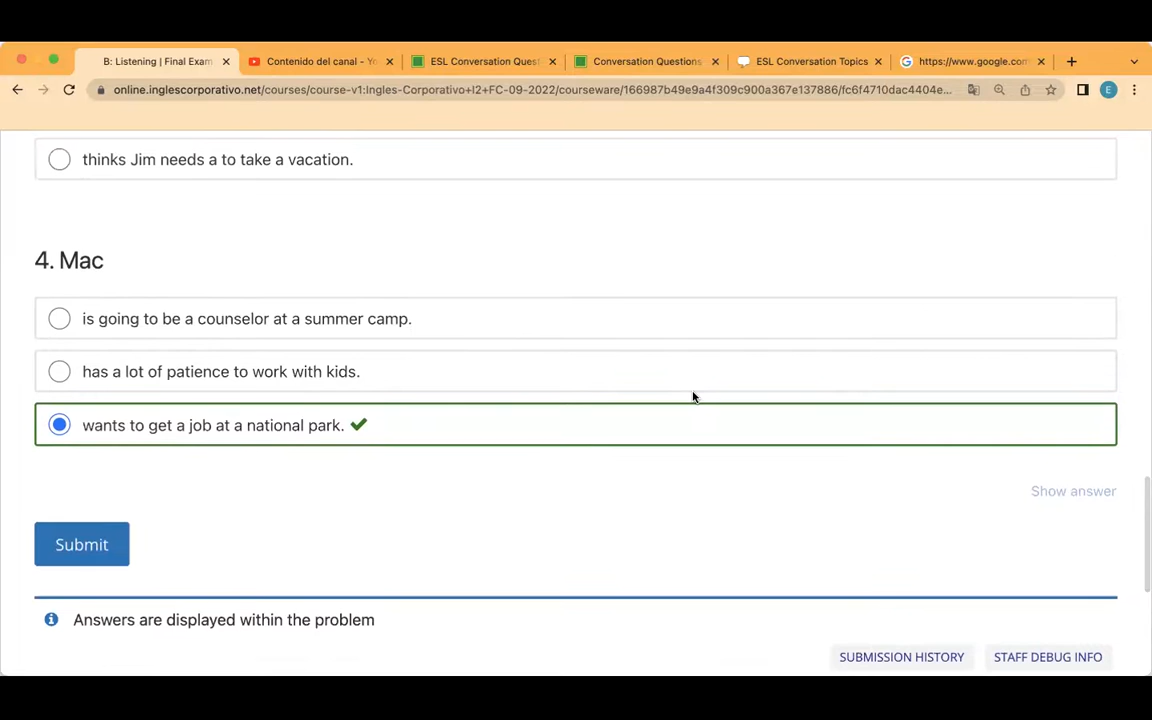 B: Listening | Final Exam
Contenido del canal - Yo
ESL Conversation Quest
Conversation Questions
ESL Conversation Topics
https://www.google.com
online.inglescorporativo.net/courses/course-v1:Ingles-Corporativo+I2+FC-09-2022/courseware/166987b49e9a4f309c900a367e137886/fc6f4710dac4404e...
E
thinks Jim needs a to take a vacation.
4. Mac
is going to be a counselor at a summer camp.
has a lot of patience to work with kids.
wants to get a job at a national park.
Show answer
Submit
Answers are displayed within the problem
SUBMISSION HISTORY
STAFF DEBUG INFO